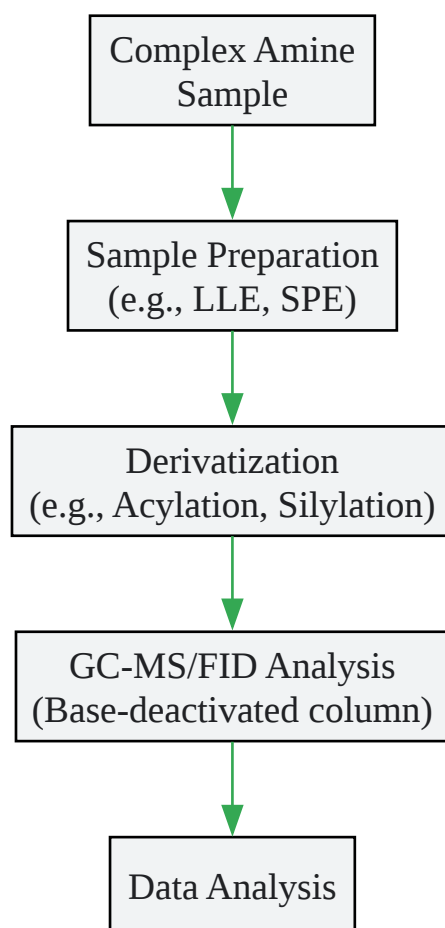 Complex Amine
Sample
Sample Preparation
(e.g., LLE, SPE)
Derivatization
(e.g., Acylation, Silylation)
GC-MS/FID Analysis
(Base-deactivated column)
Data Analysis